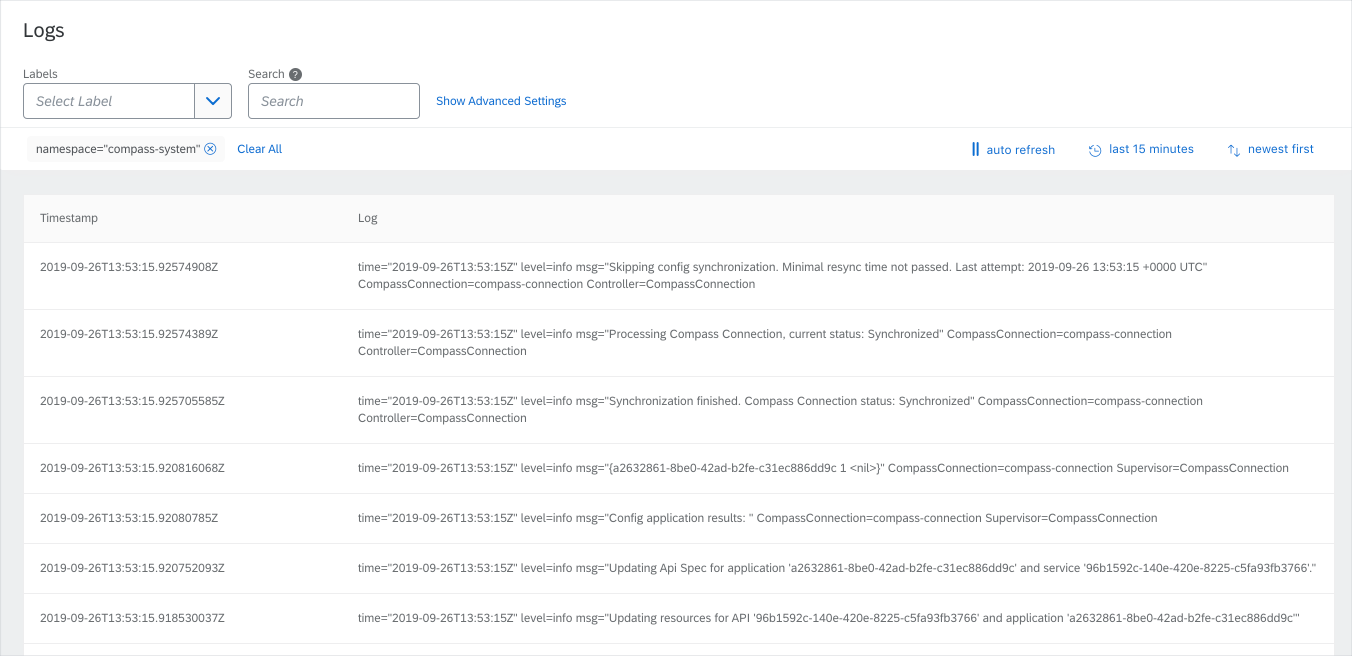 Logs
Labels
Search ?
Select Label
Search
Show Advanced Settings
namespace="compass-system"
Clear All
auto refresh
last 15 minutes
newest first
Timestamp
Log
2019-09-26T13:53:15.92574908Z
time="2019-09-26T13:53:15Z" level=info msg="Skipping config synchronization. Minimal resync time not passed. Last attempt: 2019-09-26 13:53:15 +0000 UTC"
CompassConnection=compass-connection Controller=CompassConnection
2019-09-26T13:53:15.92574389Z
time="2019-09-26T13:53:15Z" level=info msg="Processing Compass Connection, current status: Synchronized" CompassConnection=compass-connection
Controller=CompassConnection
2019-09-26T13:53:15.925705585Z
time="2019-09-26T13:53:15Z" level=info msg="Synchronization finished. Compass Connection status: Synchronized" CompassConnection=compass-connection
Controller=CompassConnection
2019-09-26T13:53:15.920816068Z
time="2019-09-26T13:53:15Z" level=info msg="{a2632861-8be0-42ad-b2fe-c31ec886dd9c 1 <nil>}" CompassConnection=compass-connection Supervisor=CompassConnection
2019-09-26T13:53:15.92080785Z
time="2019-09-26T13:53:15Z" level=info msg="Config application results: " CompassConnection=compass-connection Supervisor=CompassConnection
2019-09-26T13:53:15.920752093Z
time="2019-09-26T13:53:15Z" level=info msg="Updating Api Spec for application 'a2632861-8be0-42ad-b2fe-c31ec886dd9c' and service '96b1592c-140e-420e-8225-c5fa93fb3766'."
2019-09-26T13:53:15.918530037Z
time="2019-09-26T13:53:15Z" level=info msg="Updating resources for API '96b1592c-140e-420e-8225-c5fa93fb3766' and application 'a2632861-8be0-42ad-b2fe-c31ec886dd9c'"